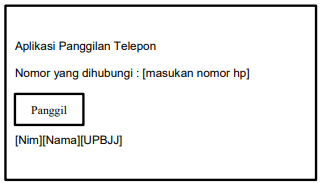 Aplikasi Panggilan Telepon
Nomor yang dihubungi : [masukan nomor hp]
Panggil
[Nim][Nama][UPBJJ]